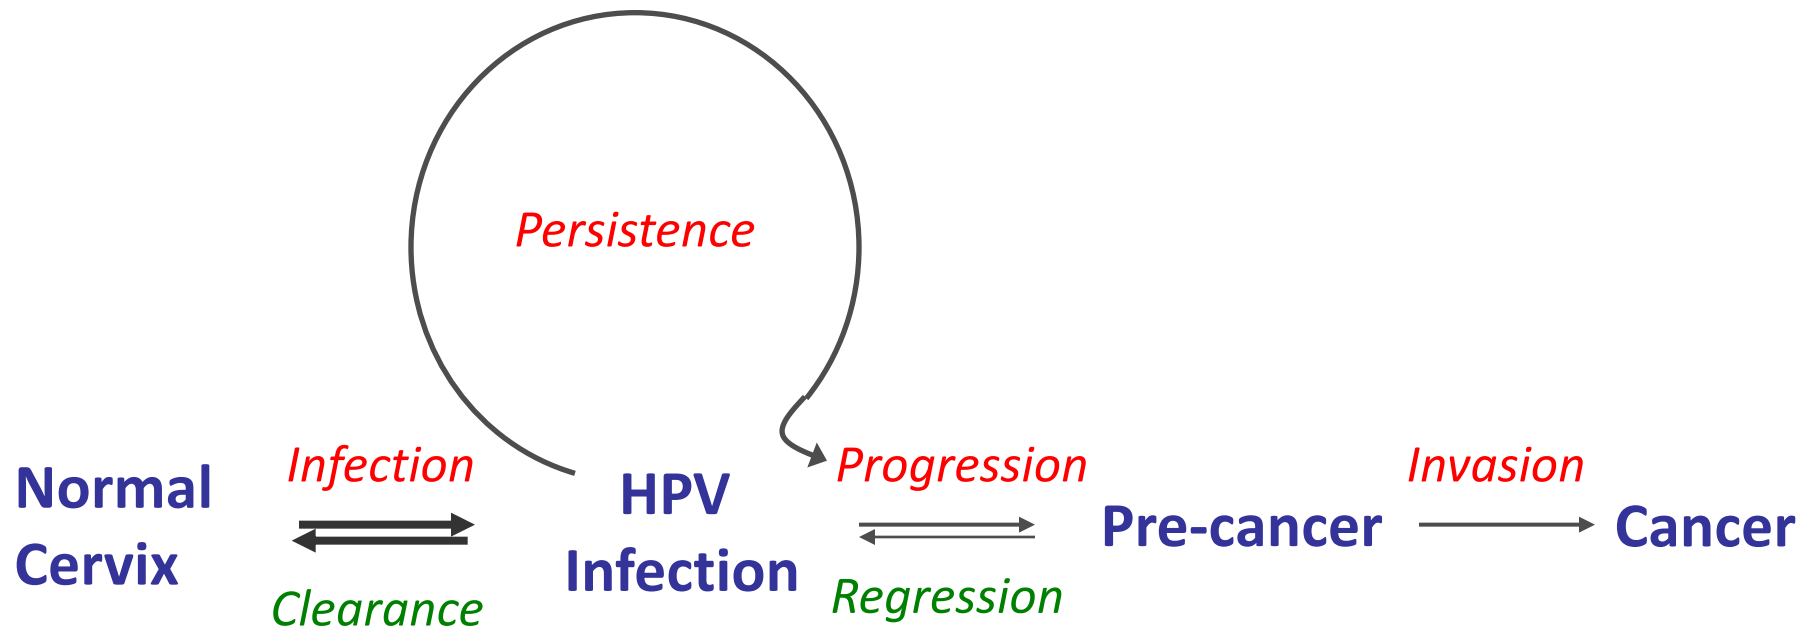 Persistence
Normal
Cervix
Infection
Clearance
HPV
Infection
Progression
Regression
Pre-cancer
Invasion
Cancer